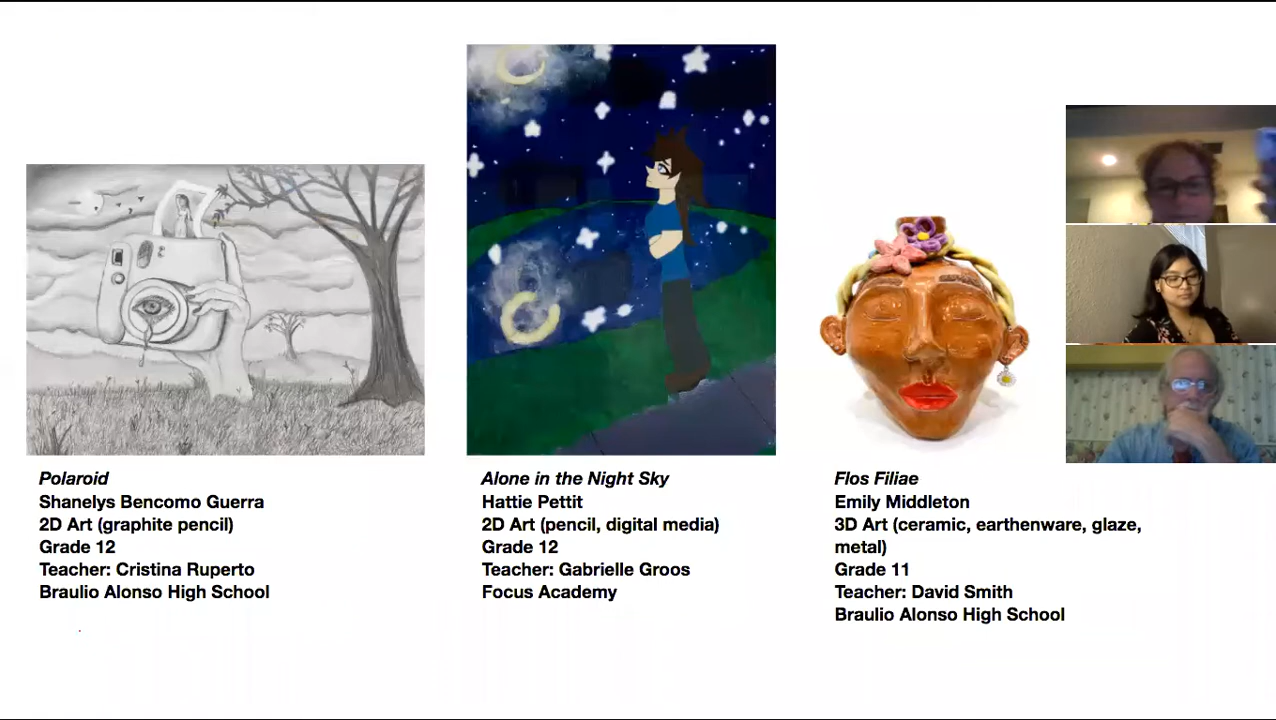 Polaroid
Shanelys Bencomo Guerra
2D Art (graphite pencil)
Grade 12
Teacher: Cristina Ruperto
Braulio Alonso High School
Alone in the Night Sky
Hattie Pettit
2D Art (pencil, digital media)
Grade 12
Teacher: Gabrielle Groos
Focus Academy
Flos Filiae
Emily Middleton
3D Art (ceramic, earthenware, glaze,
metal)
Grade 11
Teacher: David Smith
Braulio Alonso High School